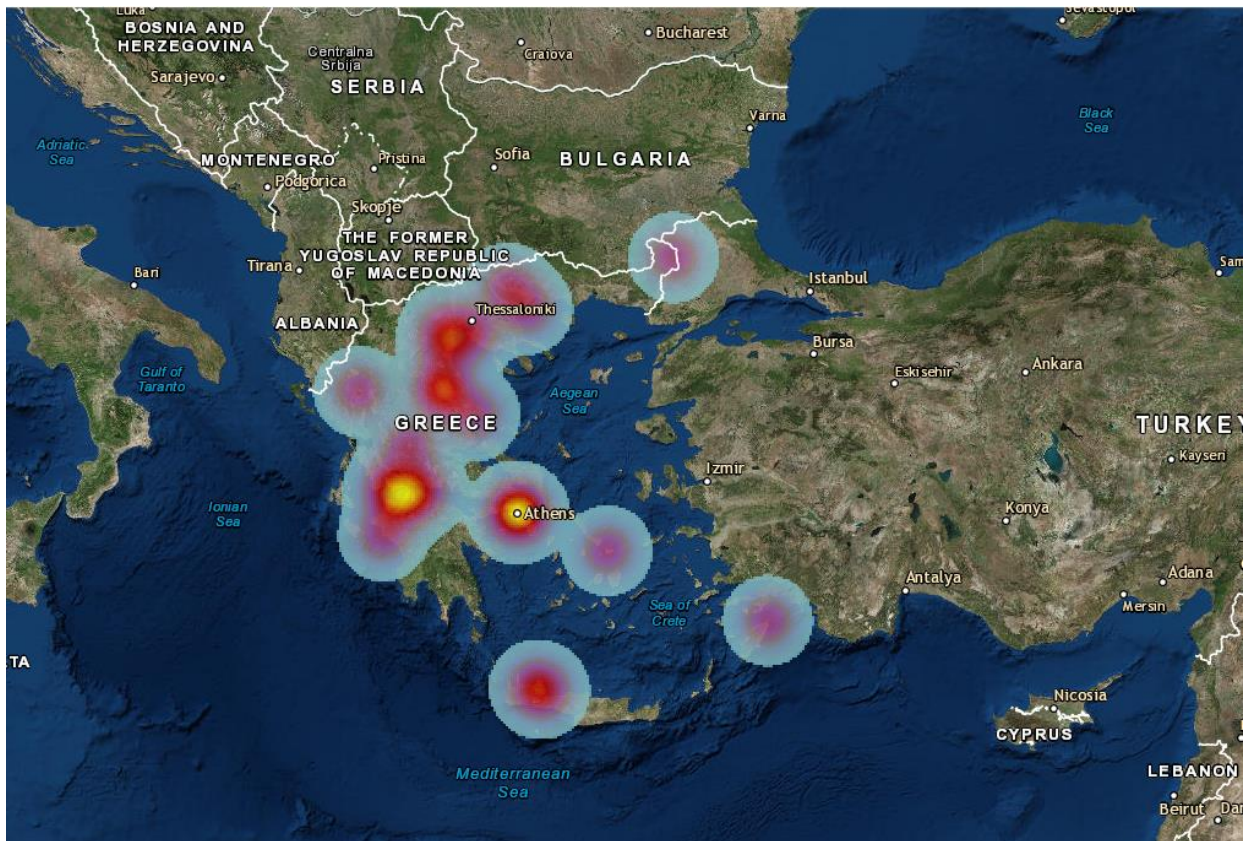 Luka
BOSNIA AND
HERZEGOVINA
Sarajevo
Centralna
Srbija
SERBIA
Craiova
Bucharest
Sevastopol
Adriatic
Sea
MONTENEGRO
Podgorica
Pristina
Sofia
BULGARIA
Varna
Black
Sea
Skopje
THE FORMER
YUGOSLAV REPUBLIC
OF MACEDONIA
Tirana
Bari
ALBANIA
Thessaloniki
Istanbul
Sam
Bursa
Eskisehir
Ankara
Gulf of
Taranto
Aegean
Sea
GREECE
TURKEY
Kayseri
Izmir
Konya
Ionian
Sea
Athens
Antalya
Adana
Mersin
Sea of
Crete
TA
Nicosia
CYPRUS
Mediterranean
Sea
LEBANON
Beirut
Dar